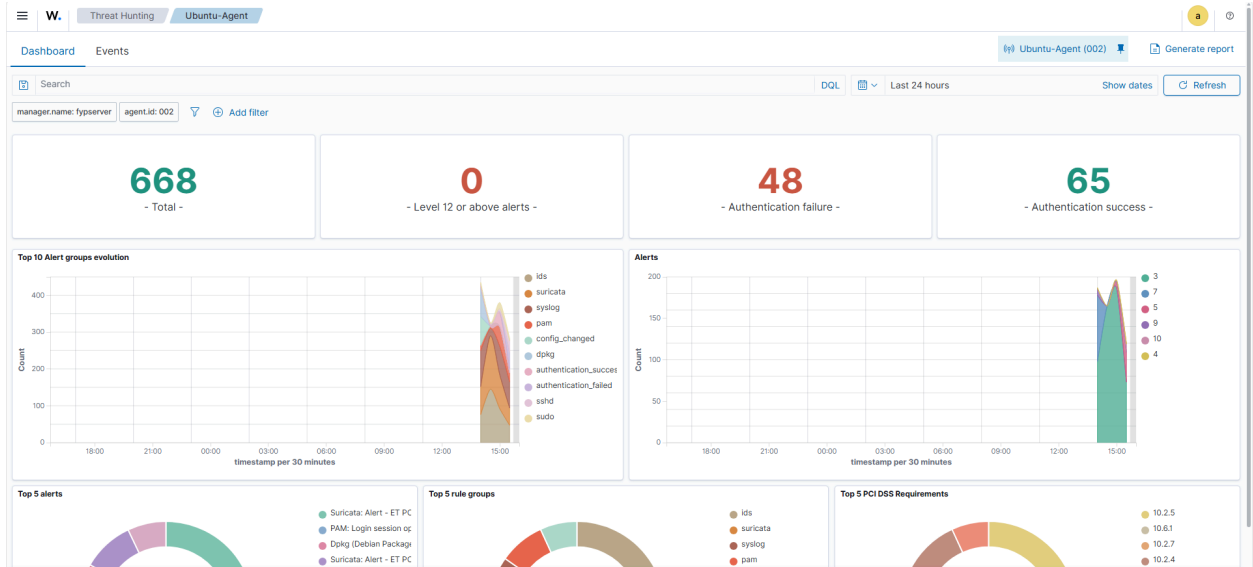 W. Threat Hunting Ubuntu-Agent a
Dashboard Events Ubuntu-Agent (002) Generate report
Search DQL Last 24 hours Show dates Refresh
manager.name: fypserver agent.id: 002 Add filter
668
- Total -
0
- Level 12 or above alerts -
48
- Authentication failure -
65
- Authentication success -
Top 10 Alert groups evolution
Count
400
300
200
100
0
18:00 21:00 00:00 03:00 06:00 09:00 12:00 15:00
timestamp per 30 minutes
ids
suricata
syslog
pam
config_changed
dpkg
authentication_succes
authentication_failed
sshd
sudo
Alerts
Count
200
150
100
50
0
18:00 21:00 00:00 03:00 06:00 09:00 12:00 15:00
timestamp per 30 minutes
3
7
5
9
10
4
Top 5 alerts
Suricata: Alert - ET PC
PAM: Login session op
Dpkg (Debian Package
Suricata: Alert - ET PC
Top 5 rule groups
ids
suricata
syslog
pam
Top 5 PCI DSS Requirements
10.2.5
10.6.1
10.2.7
10.2.4